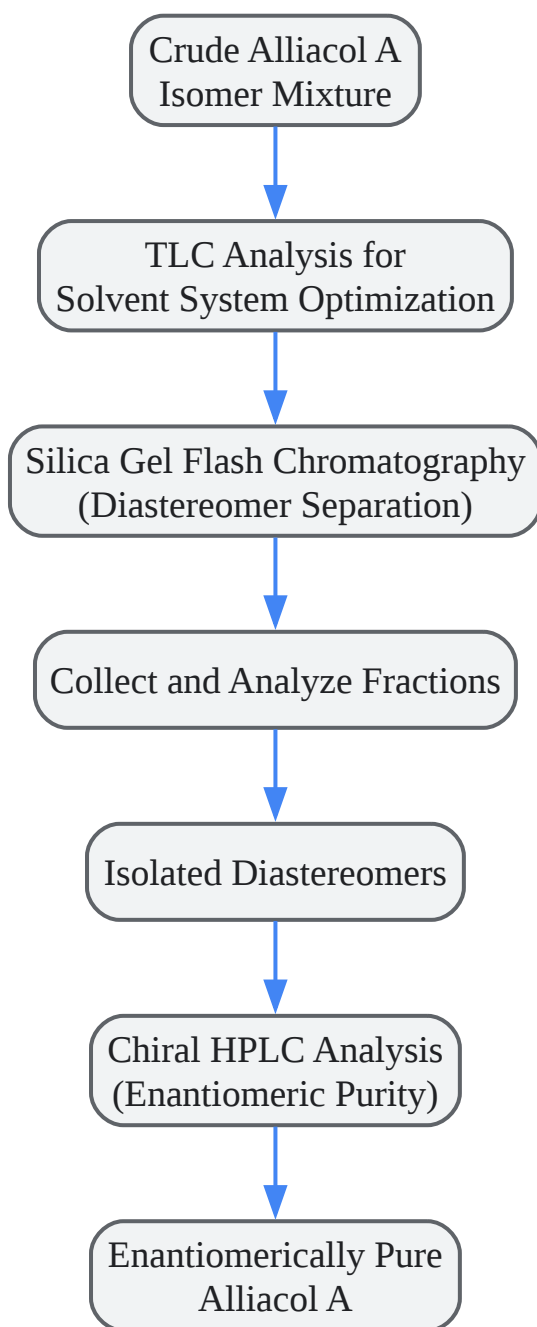 Crude Alliacol A
Isomer Mixture
TLC Analysis for
Solvent System Optimization
Silica Gel Flash Chromatography
(Diastereomer Separation)
Collect and Analyze Fractions
Isolated Diastereomers
Chiral HPLC Analysis
(Enantiomeric Purity)
Enantiomerically Pure
Alliacol A